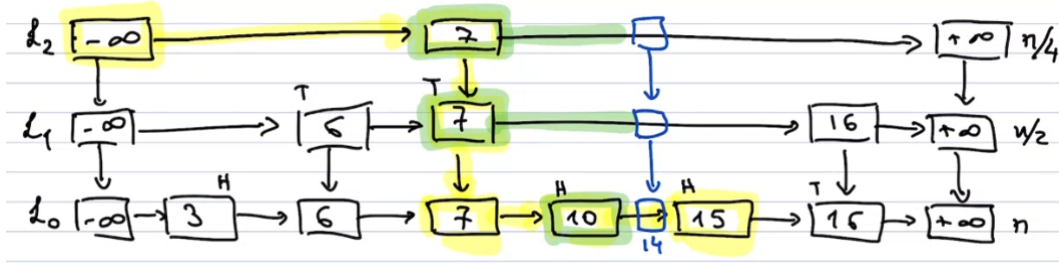 L₂ -∞ 7 +∞ n/4
T T
L₁ -∞ 6 7 16 +∞ n/2
H H H T
L₀ -∞ 3 6 7 10 15 16 +∞ n
14